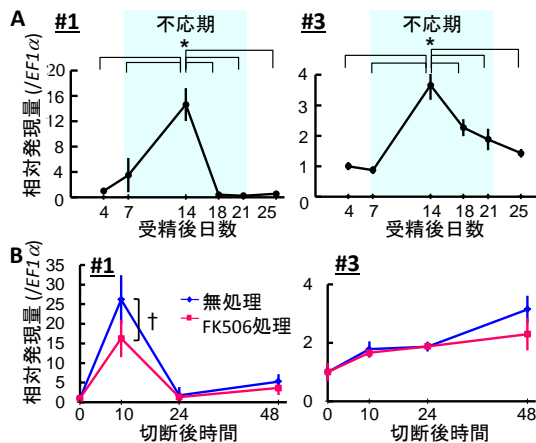 A #1 不応期 #3 不応期
* *
相対発現量(/EF1α)
20
16
12
8
4
0
4 7 14 18 21 25
受精後日数
4
3
2
1
0
4 7 14 18 21 25
受精後日数
B #1 #3
相対発現量(/EF1α)
35
30
25
20
15
10
5
0
†
無処理
FK506処理
0 10 24 48
切断後時間
4
2
0
0 10 24 48
切断後時間